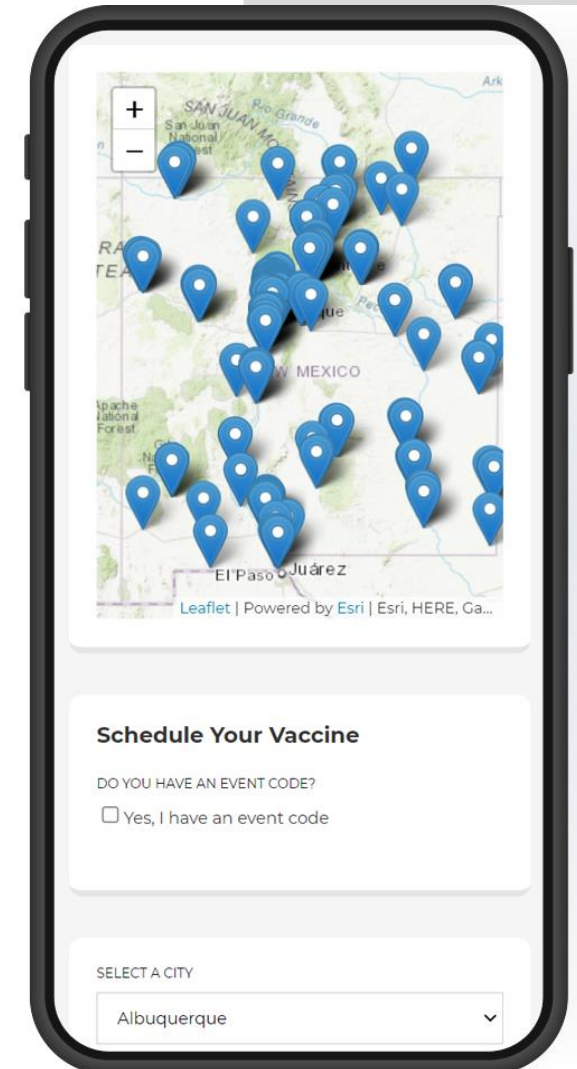 Ark
+
SAN JUAN
Rio Grande
San Juan
National
−
NEW MEXICO
Apache
National
Forest
El Paso
Juárez
Leaflet | Powered by Esri | Esri, HERE, Ga...
Schedule Your Vaccine
DO YOU HAVE AN EVENT CODE?
Yes, I have an event code
SELECT A CITY
Albuquerque